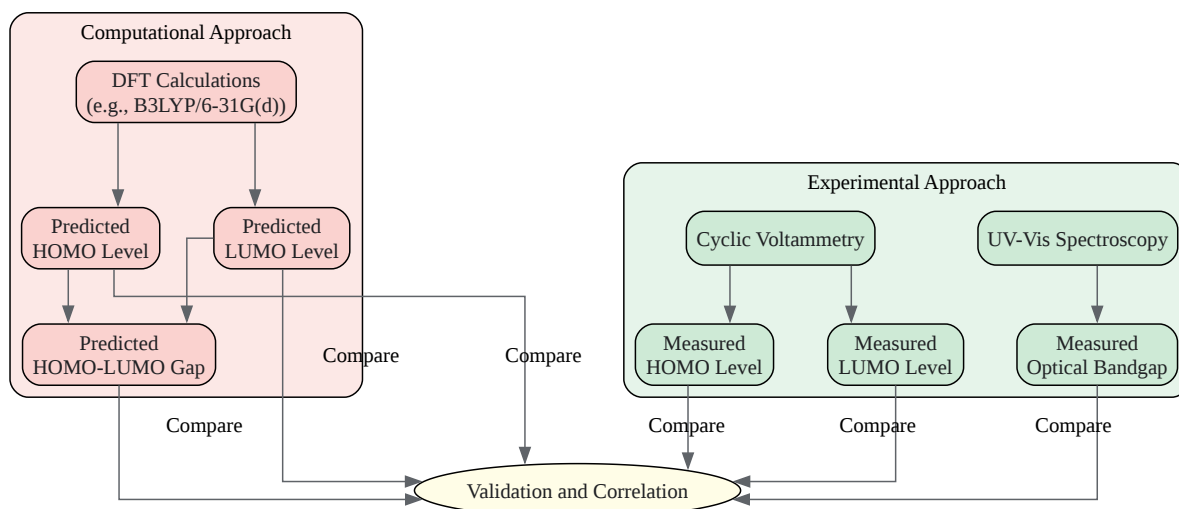 Computational Approach
DFT Calculations
(e.g., B3LYP/6-31G(d))
Predicted
HOMO Level
Predicted
LUMO Level
Predicted
HOMO-LUMO Gap
Experimental Approach
Cyclic Voltammetry
UV-Vis Spectroscopy
Measured
HOMO Level
Measured
LUMO Level
Measured
Optical Bandgap
Compare
Compare
Compare
Compare
Compare
Compare
Validation and Correlation